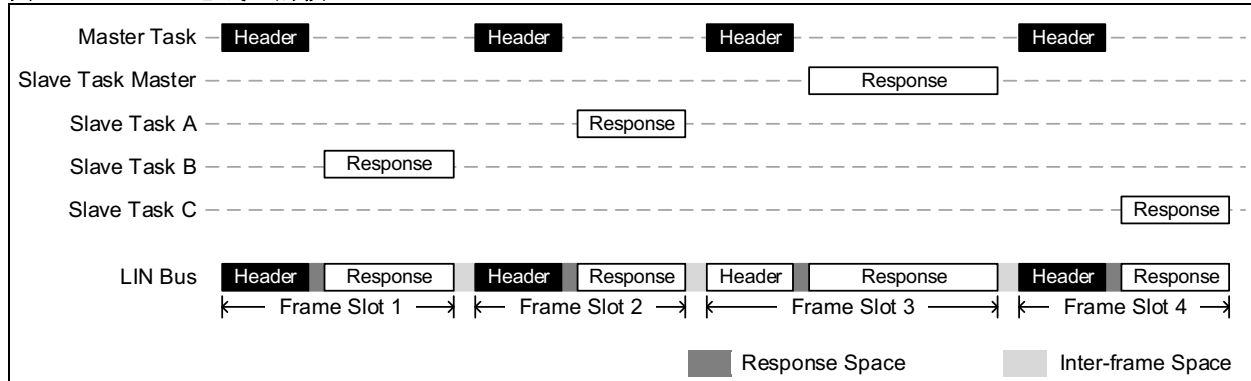 Master Task Header Header Header Header
Slave Task Master Response
Slave Task A Response
Slave Task B Response
Slave Task C Response
LIN Bus Header Response Header Response Header Response Header Response
Frame Slot 1 Frame Slot 2 Frame Slot 3 Frame Slot 4
Response Space Inter-frame Space